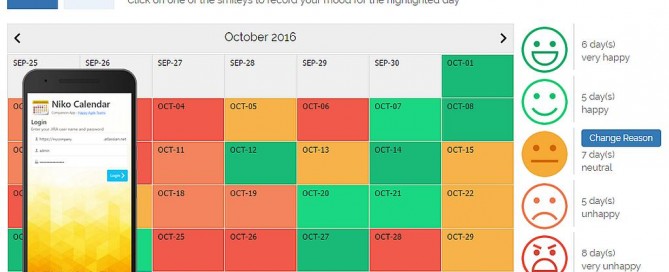 Click on one of the smileys to record your mood for the highlighted day
October 2016
SEP-25 SEP-26 SEP-27 SEP-28 SEP-29 SEP-30 OCT-01
OCT-04 OCT-05 OCT-06 OCT-07 OCT-08
OCT-11 OCT-12 OCT-13 OCT-14 OCT-15
OCT-18 OCT-19 OCT-20 OCT-21 OCT-22
OCT-25 OCT-26 OCT-27 OCT-28 OCT-29
Niko Calendar
Login
Enter your JIRA user name and password
admin
Login
6 day(s)
very happy
5 day(s)
happy
Change Reason
7 day(s)
neutral
5 day(s)
unhappy
8 day(s)
very unhappy